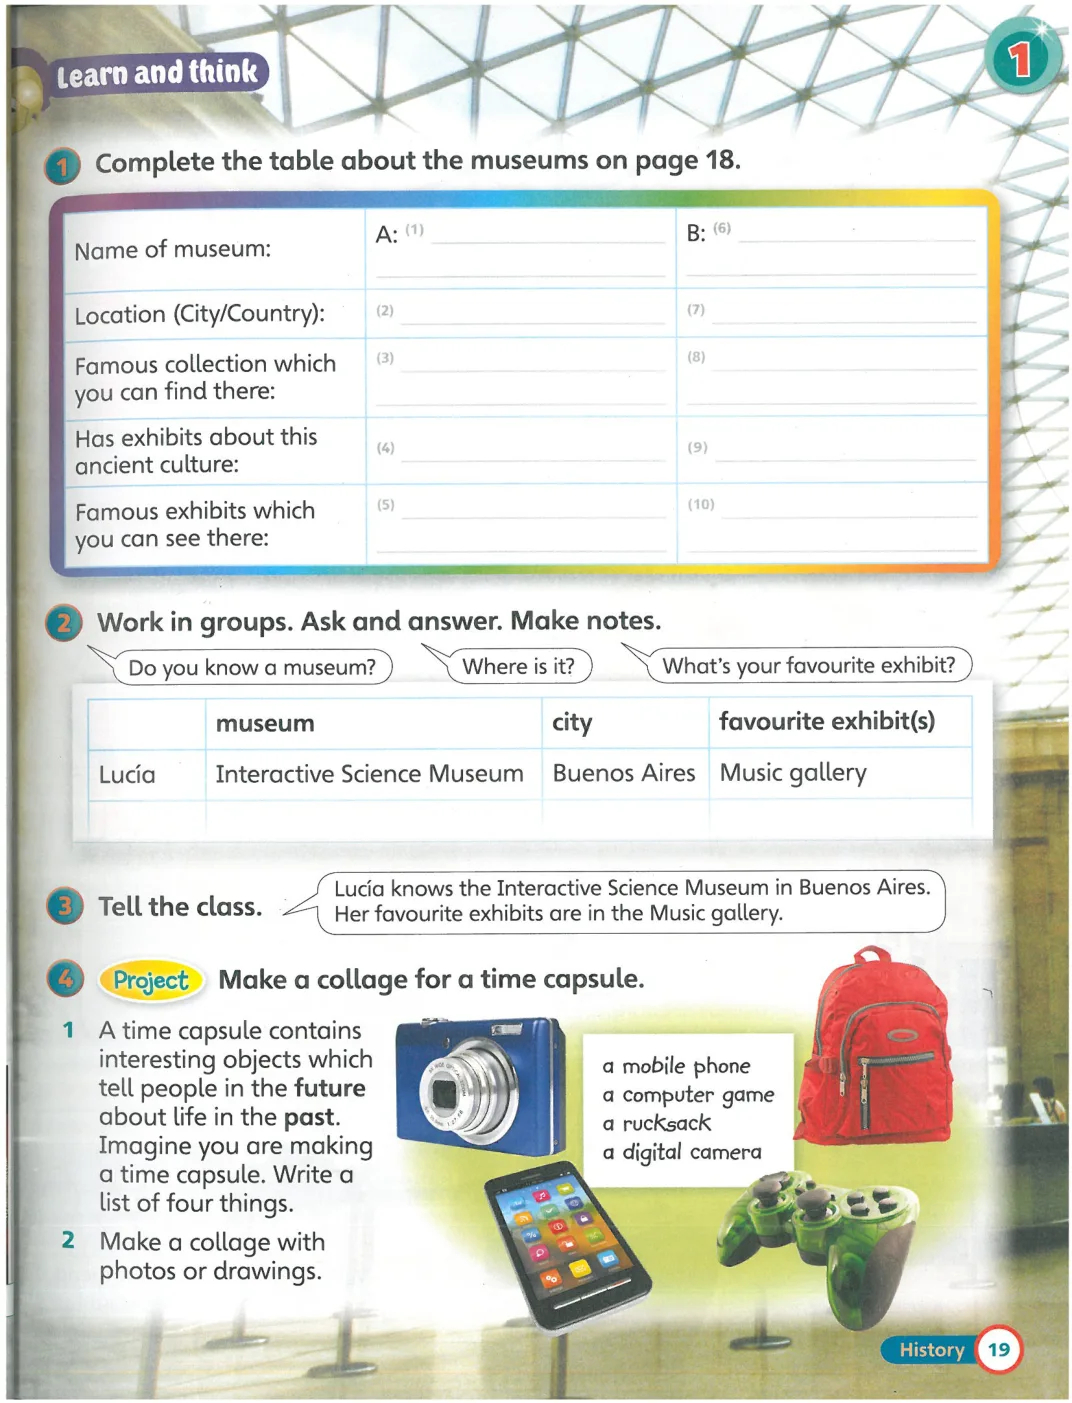 Learn and think
1
1 Complete the table about the museums on page 18.
Name of museum:
A: (1)
B: (6)
Location (City/Country):
(2)
(7)
Famous collection which
you can find there:
(3)
(8)
Has exhibits about this
ancient culture:
(4)
(9)
Famous exhibits which
you can see there:
(5)
(10)
2 Work in groups. Ask and answer. Make notes.
Do you know a museum?
Where is it?
What's your favourite exhibit?
museum city favourite exhibit(s)
Lucía Interactive Science Museum Buenos Aires Music gallery
3 Tell the class.
Lucía knows the Interactive Science Museum in Buenos Aires.
Her favourite exhibits are in the Music gallery.
4 Project Make a collage for a time capsule.
1 A time capsule contains
interesting objects which
tell people in the future
about life in the past.
Imagine you are making
a time capsule. Write a
list of four things.
2 Make a collage with
photos or drawings.
a mobile phone
a computer game
a rucksack
a digital camera
History 19